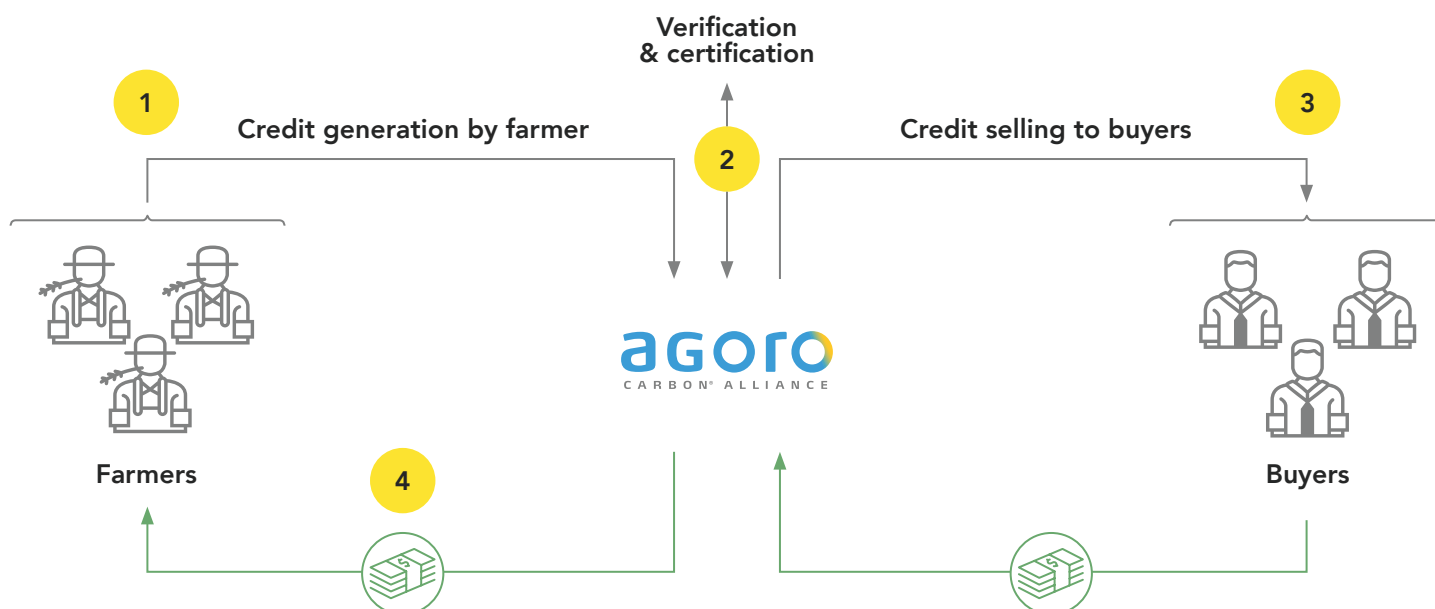 Verification
& certification
1
3
Credit generation by farmer
2
Credit selling to buyers
agoro
CARBON® ALLIANCE
Farmers
4
Buyers
$
$